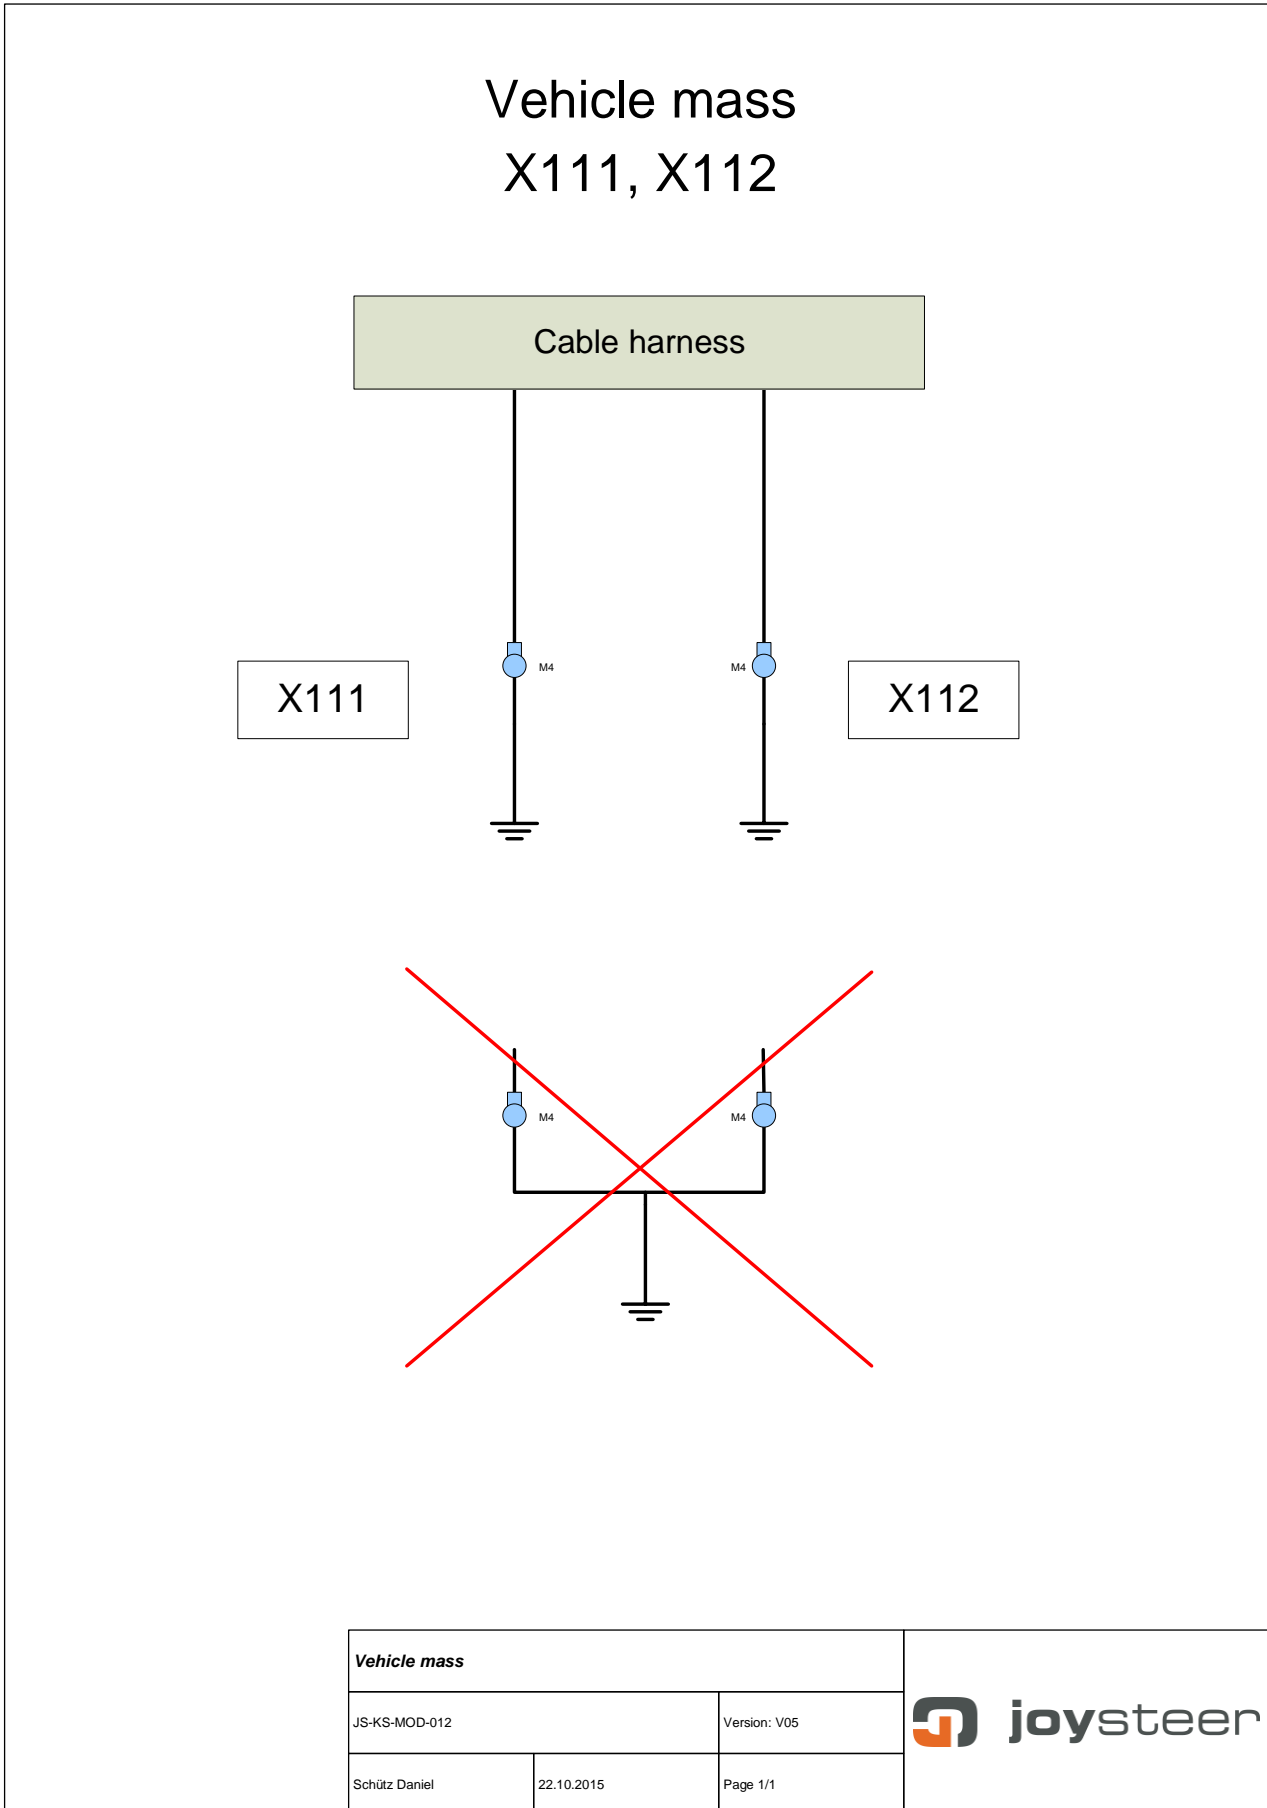 Vehicle mass
X111, X112
Cable harness
M4
M4
X111
X112
M4
M4
Vehicle mass
JS-KS-MOD-012
Version: V05
joysteer
Schütz Daniel
22.10.2015
Page 1/1